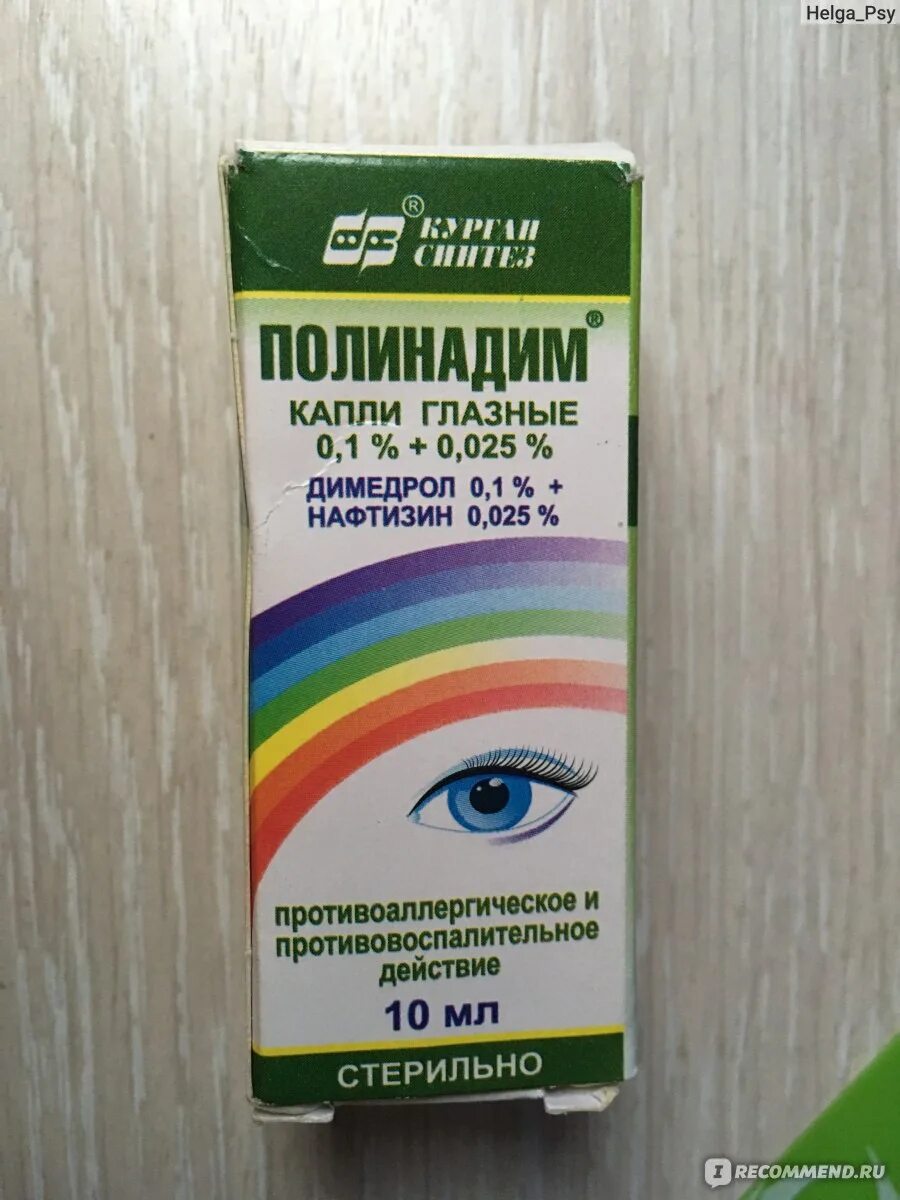 Helga_Psy
®
КУРГАН
СИНТЕЗ
ПОЛИНАДИМ®
КАПЛИ ГЛАЗНЫЕ
0,1 % + 0,025 %
ДИМЕДРОЛ 0,1 % +
НАФТИЗИН 0,025 %
противоаллергическое и
противовоспалительное
действие
10 мл
СТЕРИЛЬНО
I RECOMMEND.RU